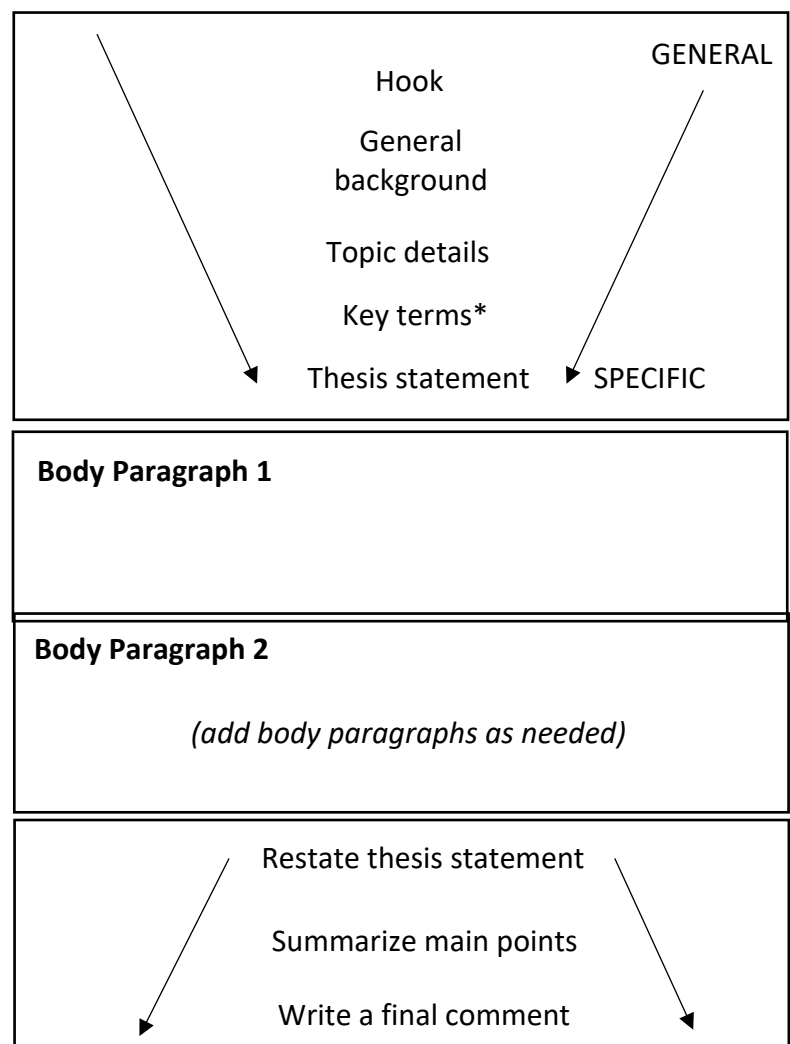 GENERAL
Hook
General
background
Topic details
Key terms*
Thesis statement SPECIFIC
Body Paragraph 1
Body Paragraph 2
(add body paragraphs as needed)
Restate thesis statement
Summarize main points
Write a final comment